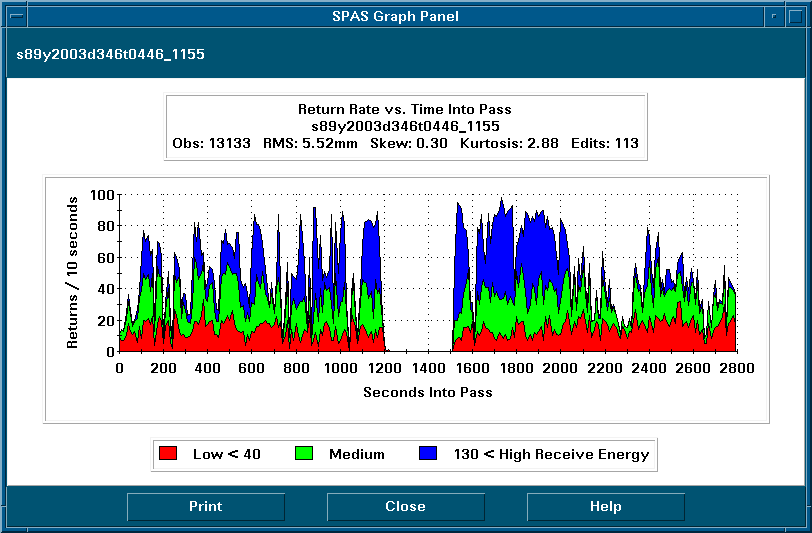 SPAS Graph Panel
s89y2003d346t0446_1155
Return Rate vs. Time Into Pass
s89y2003d346t0446_1155
Obs: 13133 RMS: 5.52mm Skew: 0.30 Kurtosis: 2.88 Edits: 113
Returns / 10 seconds
100
80
60
40
20
0
0 200 400 600 800 1000 1200 1400 1600 1800 2000 2200 2400 2600 2800
Seconds Into Pass
Low < 40 Medium 130 < High Receive Energy
Print Close Help